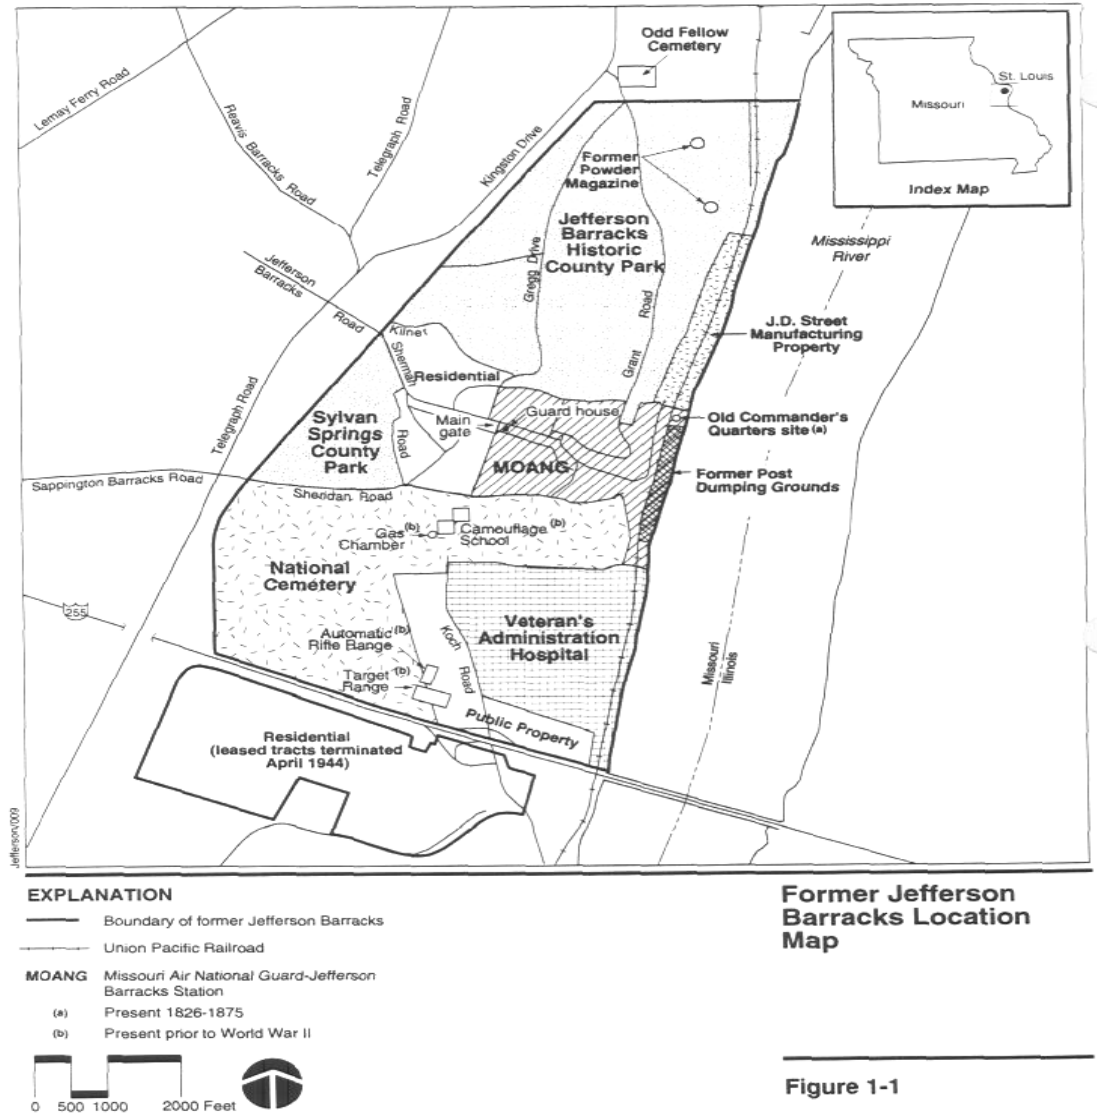 Odd Fellow
Cemetery
St. Louis
Missouri
Index Map
Lemay Ferry Road
Reavis Barracks Road
Telegraph Road
Kingston Drive
Former
Powder
Magazine
Jefferson
Barracks
Historic
County Park
Gregg Drive
Mississippi
River
Jefferson
Barracks
Road
Grant Road
J.D. Street
Manufacturing
Property
Kilnet
Sherman
Road
Residential
Telegraph Road
Guard house
Main
gate
Sylvan
Springs
County
Park
Old Commander's
Quarters site (a)
MOANG
Former Post
Dumping Grounds
Sappington Barracks Road
Sheridan Road
Gas (b)
Chamber
Camouflage (b)
School
National
Cemetery
255
Veteran's
Administration
Hospital
Koch Road
Automatic (b)
Rifle Range
Target (b)
Range
Missouri
Illinois
Public Property
Residential
(leased tracts terminated
April 1944)
Jefferson/009
EXPLANATION
Boundary of former Jefferson Barracks
Union Pacific Railroad
MOANG Missouri Air National Guard-Jefferson
Barracks Station
(a) Present 1826-1875
(b) Present prior to World War II
0 500 1000 2000 Feet
Former Jefferson
Barracks Location
Map
Figure 1-1